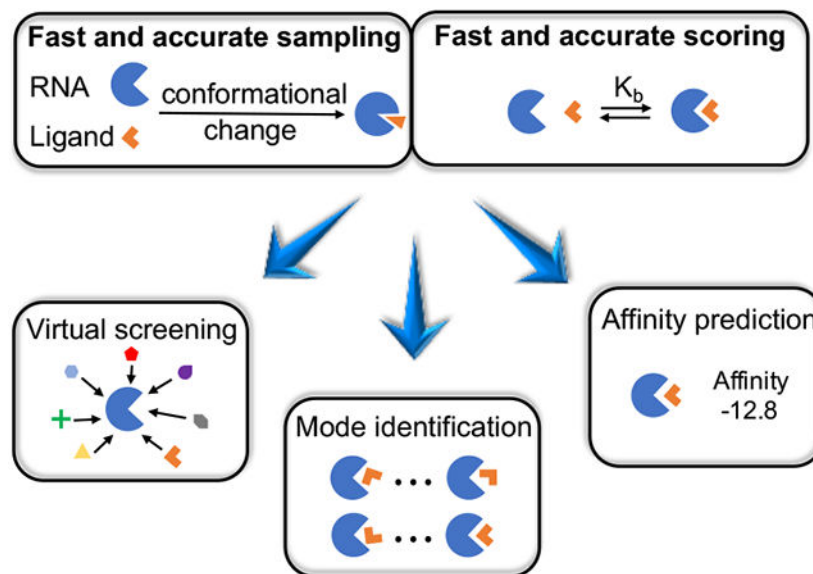 Fast and accurate sampling
RNA
conformational
change
Ligand
Fast and accurate scoring
K_b
Virtual screening
Mode identification
Affinity prediction
Affinity
-12.8